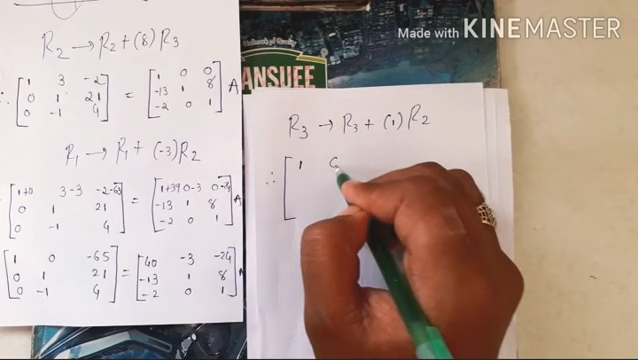 Made with KINEMASTER
R2 → R2 + (8) R3
∴ [1 3 -2; 0 1 21; 0 -1 4] = [1 0 0; -13 1 8; -2 0 1] A
R1 → R1 + (-3) R2
∴ [1+0 3-3 -2-63; 0 1 21; 0 -1 4] = [1+39 0-3 0-24; -13 1 8; -2 0 1] A
[1 0 -65; 0 1 21; 0 -1 4] = [40 -3 -24; -13 1 8; -2 0 1] A
ANSUEE
R3 → R3 + (1) R2
∴ [ 1